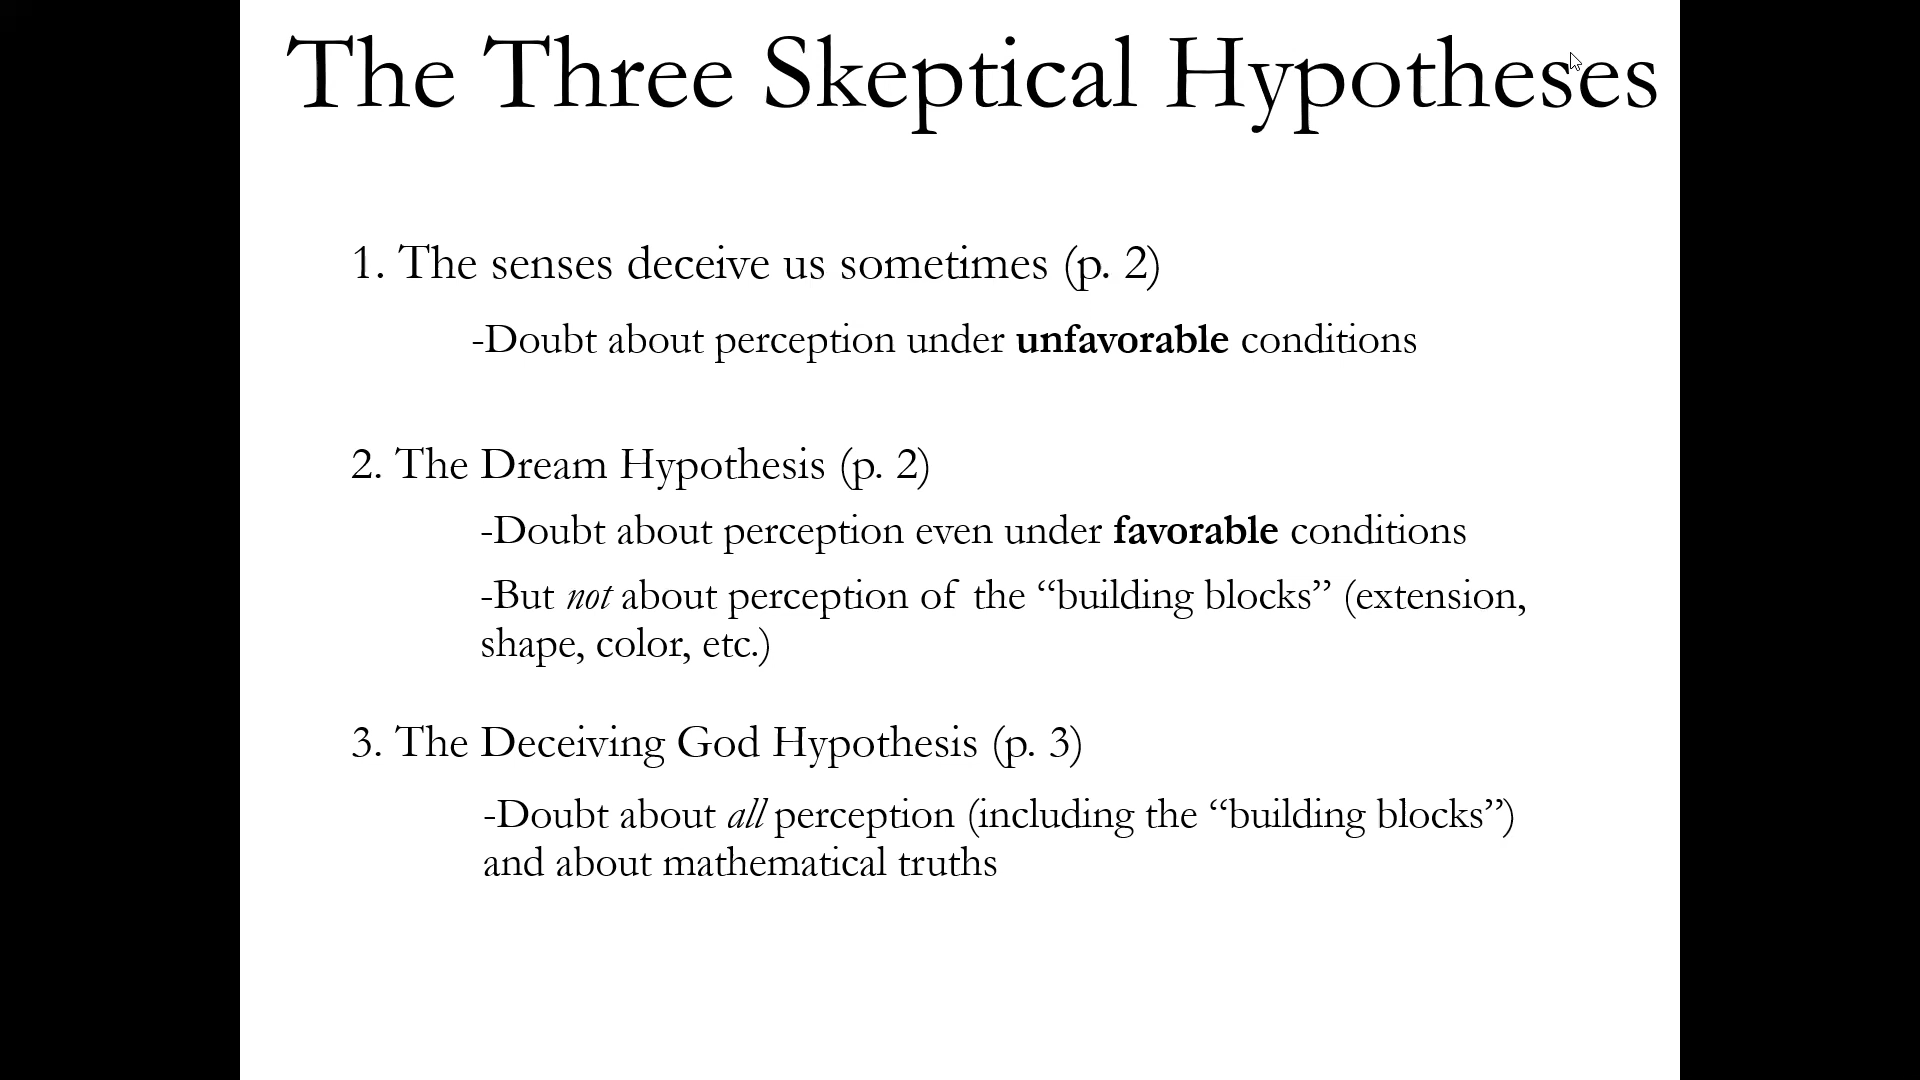 The Three Skeptical Hypotheses
1. The senses deceive us sometimes (p. 2)
-Doubt about perception under unfavorable conditions
2. The Dream Hypothesis (p. 2)
-Doubt about perception even under favorable conditions
-But not about perception of the “building blocks” (extension,
shape, color, etc.)
3. The Deceiving God Hypothesis (p. 3)
-Doubt about all perception (including the “building blocks”)
and about mathematical truths